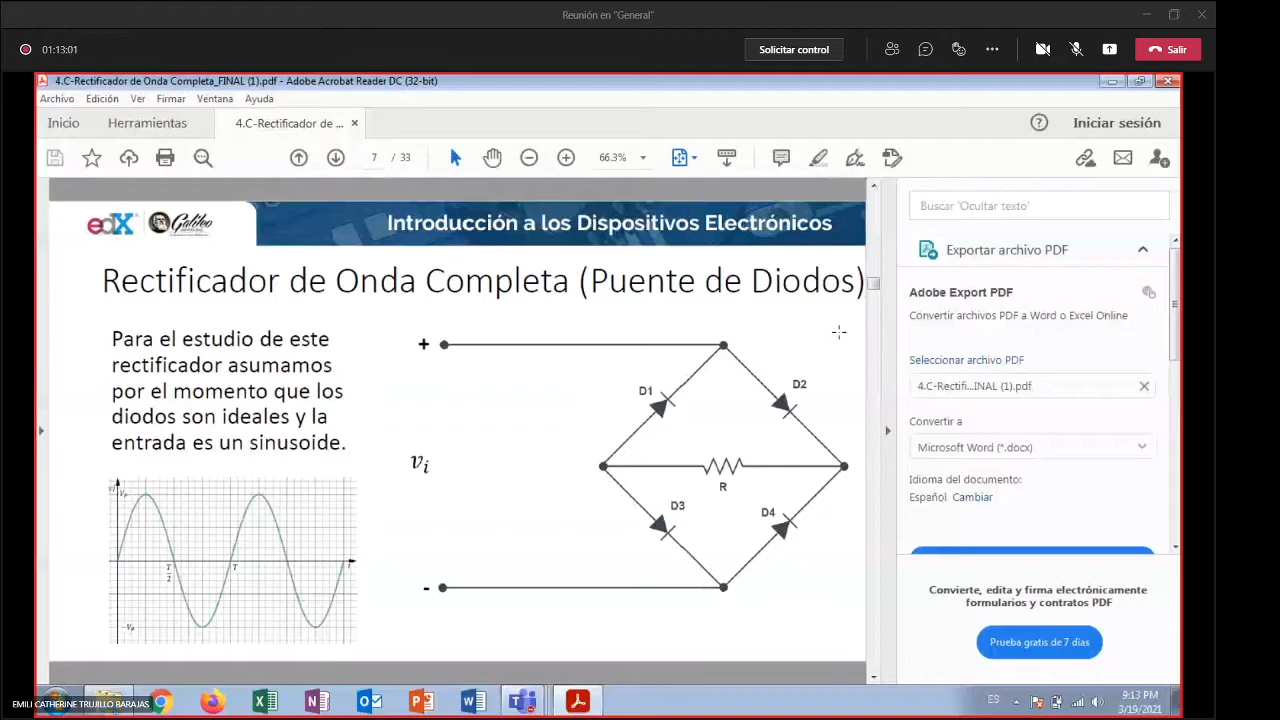 Reunión en "General"
01:13:01
Solicitar control
Salir
4.C-Rectificador de Onda Completa_FINAL (1).pdf - Adobe Acrobat Reader DC (32-bit)
Archivo Edición Ver Firmar Ventana Ayuda
Inicio Herramientas 4.C-Rectificador de ... Iniciar sesión
7 / 33 66.3%
edX Galileo
Introducción a los Dispositivos Electrónicos
Rectificador de Onda Completa (Puente de Diodos)
Para el estudio de este
rectificador asumamos
por el momento que los
diodos son ideales y la
entrada es un sinusoide.
+
D1
D2
vi
R
D3
D4
-
Vp
T/2
T
t
-Vp
Buscar 'Ocultar texto'
Exportar archivo PDF
Adobe Export PDF
Convertir archivos PDF a Word o Excel Online
Seleccionar archivo PDF
4.C-Rectifi...INAL (1).pdf
Convertir a
Microsoft Word (*.docx)
Idioma del documento:
Español Cambiar
Convierte, edita y firma electrónicamente
formularios y contratos PDF
Prueba gratis de 7 días
EMILI CATHERINE TRUJILLO BARAJAS
ES
9:13 PM
3/19/2021